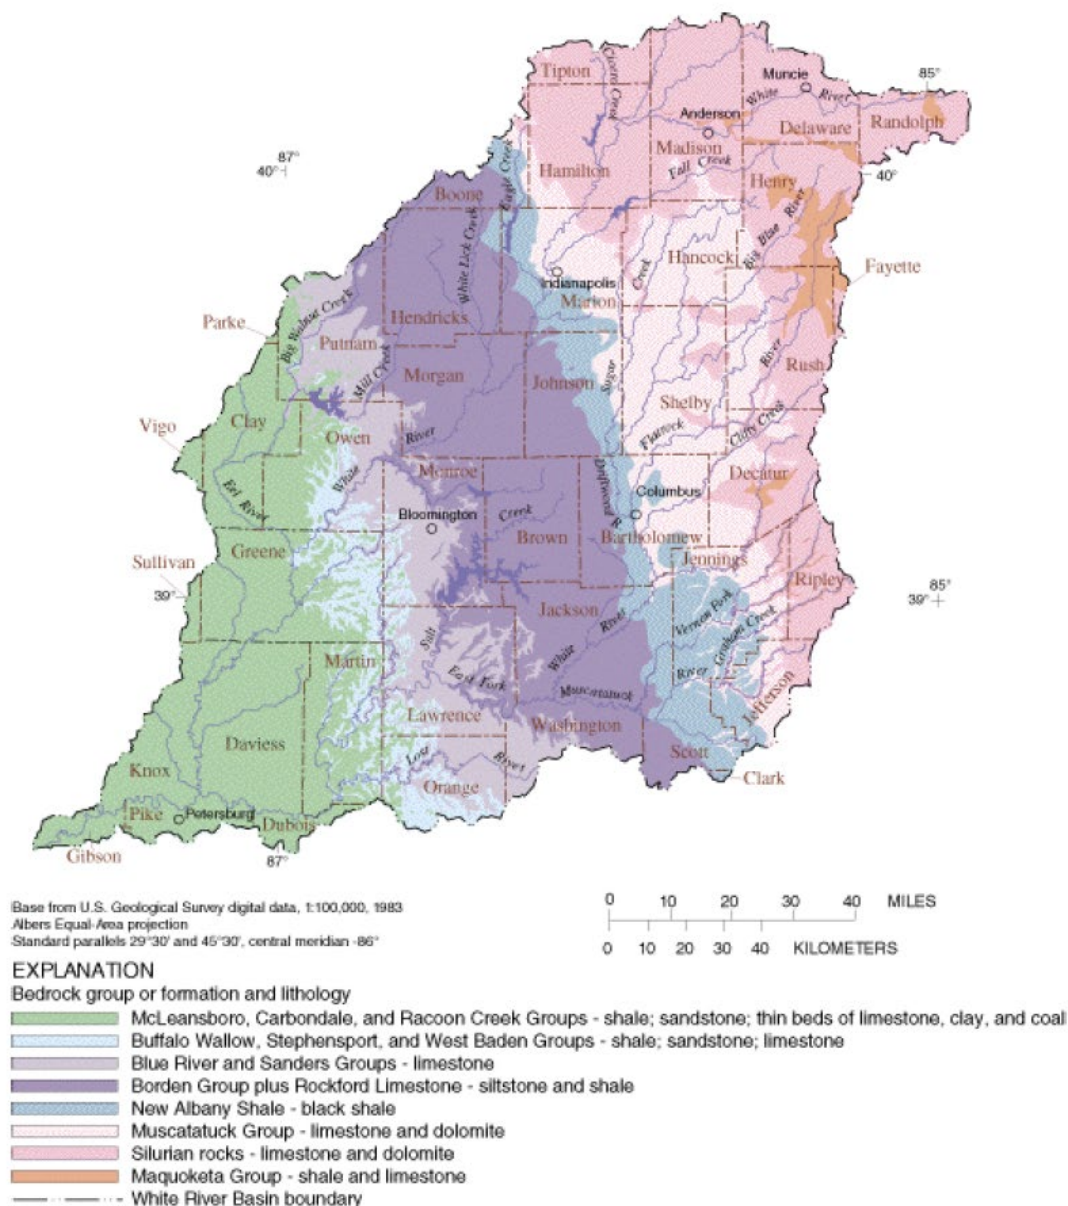 Tipton
Cicero Creek
Muncie
85°
White
River
Anderson
Delaware
Randolph
Madison
87°
40°
Eagle Creek
Hamilton
Fall Creek
Henry
40°
Boone
White Lick Creek
Big Blue River
Hancock
Creek
Fayette
Indianapolis
Marion
Parke
Big Walnut Creek
Hendricks
Putnam
Mill Creek
Morgan
Johnson
Sugar
River
Rush
Shelby
Vigo
Clay
Owen
River
Flatrock
Clifty Creek
White
Monroe
Decatur
Eel River
Driftwood R
Columbus
Bloomington
Creek
Brown
Bartholomew
Greene
Jennings
Sullivan
39°
Ripley
85°
39°
Jackson
River
Vernon Fork
Graham Creek
Salt
White
Martin
East Fork
River
Muscatatuck
Jefferson
Lawrence
Washington
Daviess
Lost
River
Scott
Knox
Orange
Clark
Pike
Petersburg
Dubois
Gibson
87°
Base from U.S. Geological Survey digital data, 1:100,000, 1983
Albers Equal-Area projection
Standard parallels 29°30' and 45°30', central meridian -86°
0 10 20 30 40 MILES
0 10 20 30 40 KILOMETERS
EXPLANATION
Bedrock group or formation and lithology
McLeansboro, Carbondale, and Racoon Creek Groups - shale; sandstone; thin beds of limestone, clay, and coal
Buffalo Wallow, Stephensport, and West Baden Groups - shale; sandstone; limestone
Blue River and Sanders Groups - limestone
Borden Group plus Rockford Limestone - siltstone and shale
New Albany Shale - black shale
Muscatatuck Group - limestone and dolomite
Silurian rocks - limestone and dolomite
Maquoketa Group - shale and limestone
White River Basin boundary